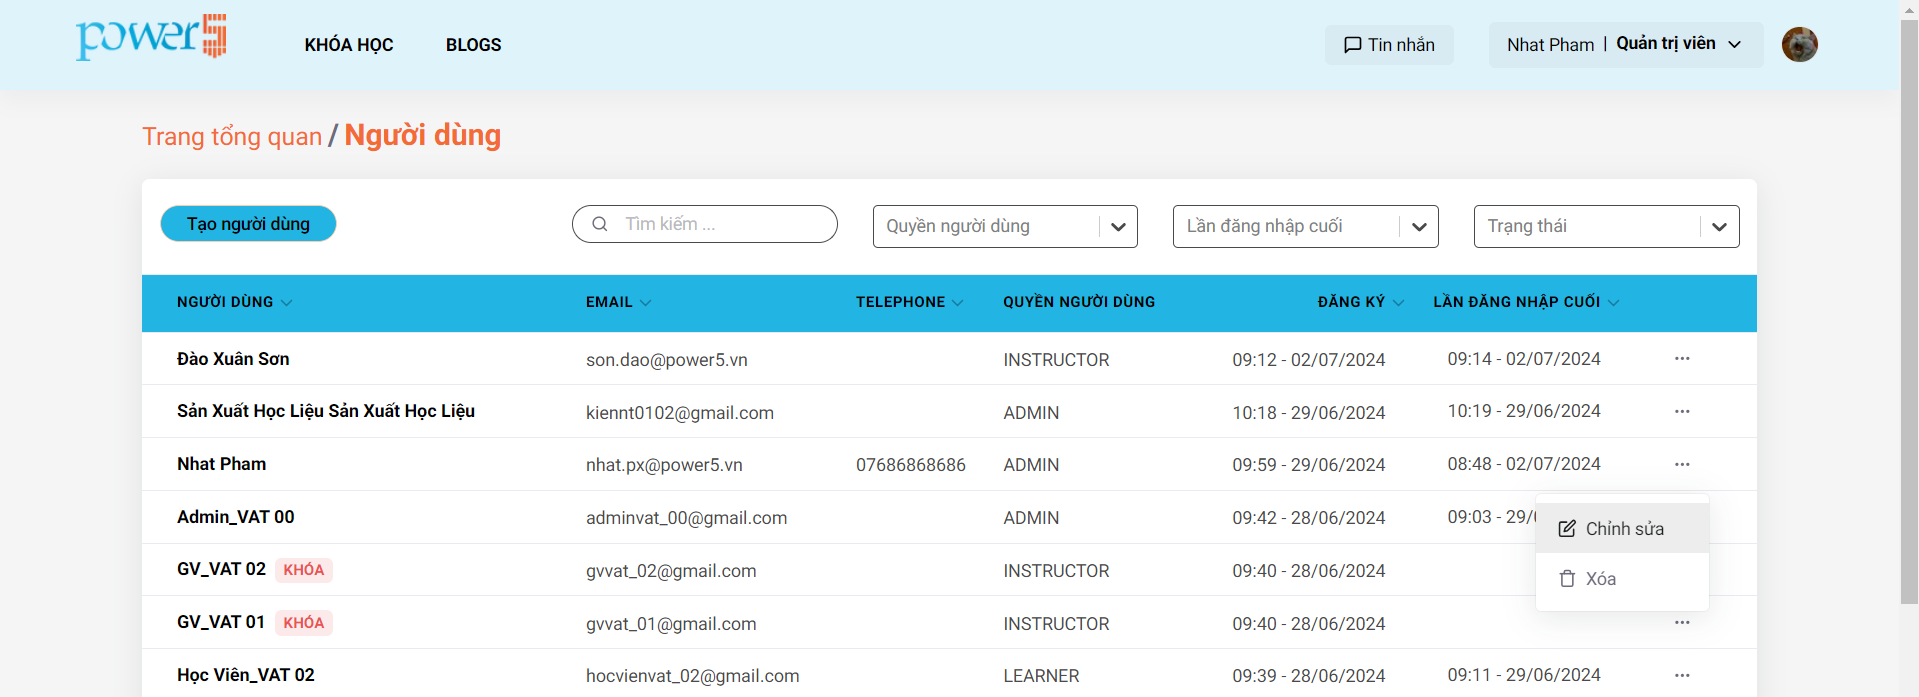 power5 KHÓA HỌC BLOGS Tin nhắn Nhat Pham | Quản trị viên
Trang tổng quan / Người dùng
Tạo người dùng Tìm kiếm ... Quyền người dùng Lần đăng nhập cuối Trạng thái
NGƯỜI DÙNG EMAIL TELEPHONE QUYỀN NGƯỜI DÙNG ĐĂNG KÝ LẦN ĐĂNG NHẬP CUỐI
Đào Xuân Sơn son.dao@power5.vn INSTRUCTOR 09:12 - 02/07/2024 09:14 - 02/07/2024 ...
Sản Xuất Học Liệu Sản Xuất Học Liệu kiennt0102@gmail.com ADMIN 10:18 - 29/06/2024 10:19 - 29/06/2024 ...
Nhat Pham nhat.px@power5.vn 07686868686 ADMIN 09:59 - 29/06/2024 08:48 - 02/07/2024 ...
Admin_VAT 00 adminvat_00@gmail.com ADMIN 09:42 - 28/06/2024 09:03 - 29/0
Chỉnh sửa
GV_VAT 02 KHÓA gvvat_02@gmail.com INSTRUCTOR 09:40 - 28/06/2024
Xóa
GV_VAT 01 KHÓA gvvat_01@gmail.com INSTRUCTOR 09:40 - 28/06/2024 ...
Học Viên_VAT 02 hocvienvat_02@gmail.com LEARNER 09:39 - 28/06/2024 09:11 - 29/06/2024 ...